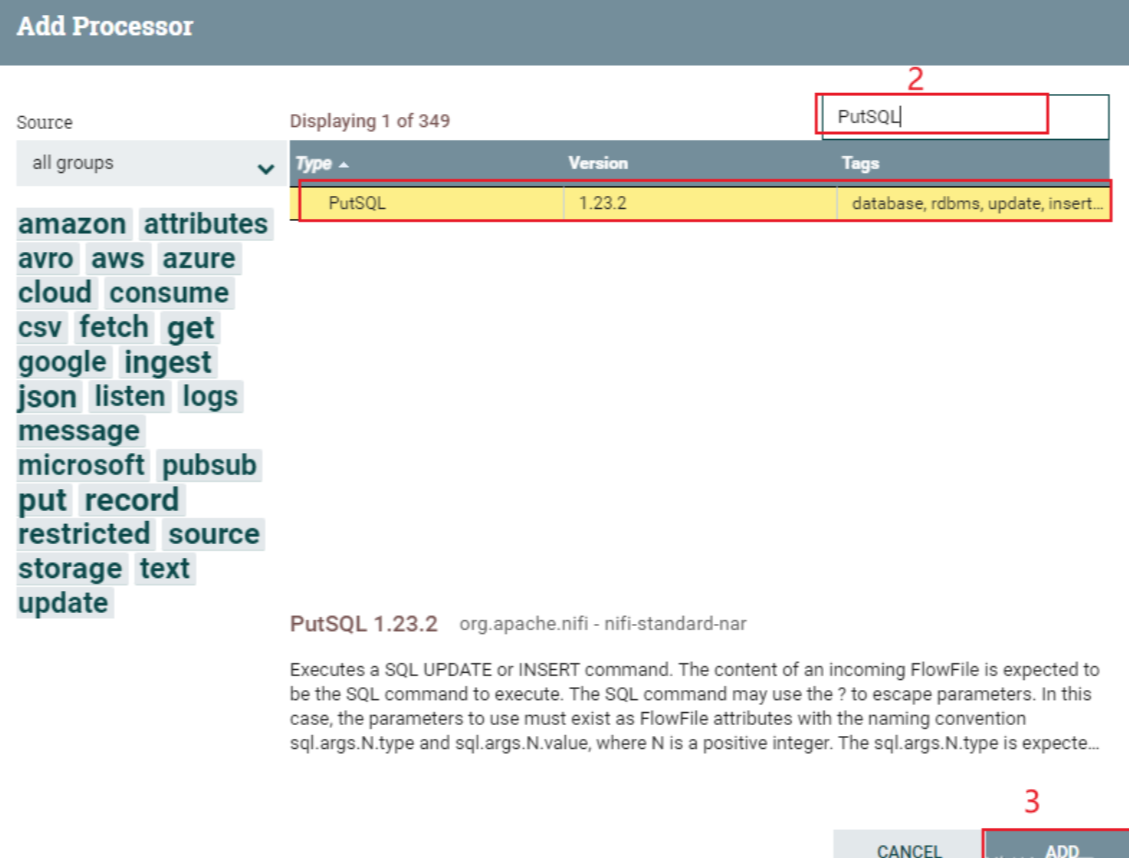 Add Processor
2
Source
Displaying 1 of 349
PutSQL
all groups
Type
Version
Tags
PutSQL
1.23.2
database, rdbms, update, insert...
amazon attributes
avro aws azure
cloud consume
csv fetch get
google ingest
json listen logs
message
microsoft pubsub
put record
restricted source
storage text
update
PutSQL 1.23.2 org.apache.nifi - nifi-standard-nar
Executes a SQL UPDATE or INSERT command. The content of an incoming FlowFile is expected to
be the SQL command to execute. The SQL command may use the ? to escape parameters. In this
case, the parameters to use must exist as FlowFile attributes with the naming convention
sql.args.N.type and sql.args.N.value, where N is a positive integer. The sql.args.N.type is expecte...
3
CANCEL
ADD